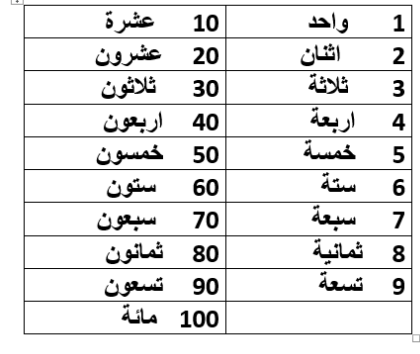 1 واحد 10 عشرة
2 اثنان 20 عشرون
3 ثلاثة 30 ثلاثون
4 اربعة 40 اربعون
5 خمسة 50 خمسون
6 ستة 60 ستون
7 سبعة 70 سبعون
8 ثمانية 80 ثمانون
9 تسعة 90 تسعون
100 مائة